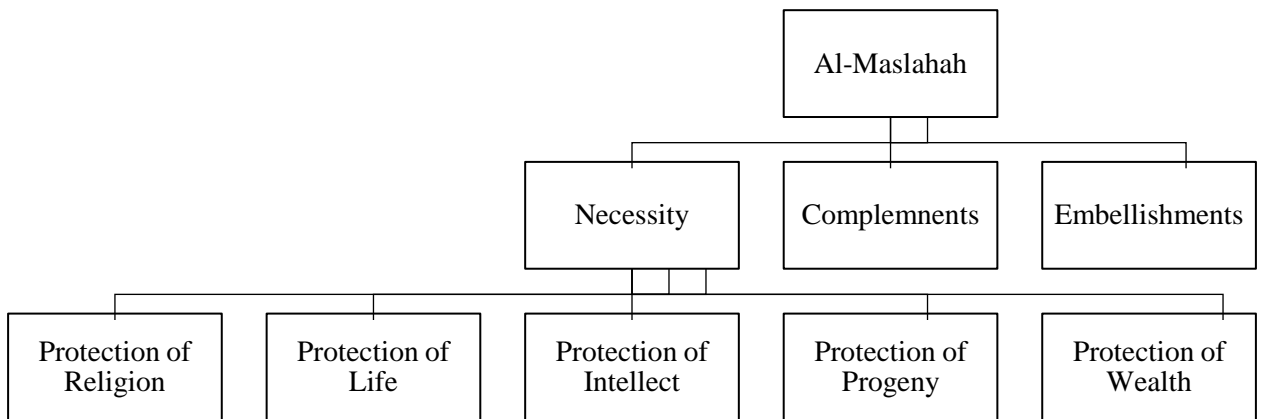 Al-Maslahah
Necessity
Complemnents
Embellishments
Protection of
Religion
Protection of
Life
Protection of
Intellect
Protection of
Progeny
Protection of
Wealth